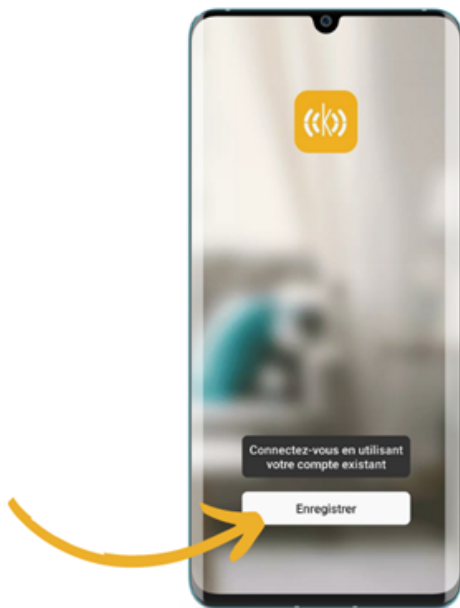 ((k))
Connectez-vous en utilisant
votre compte existant
Enregistrer